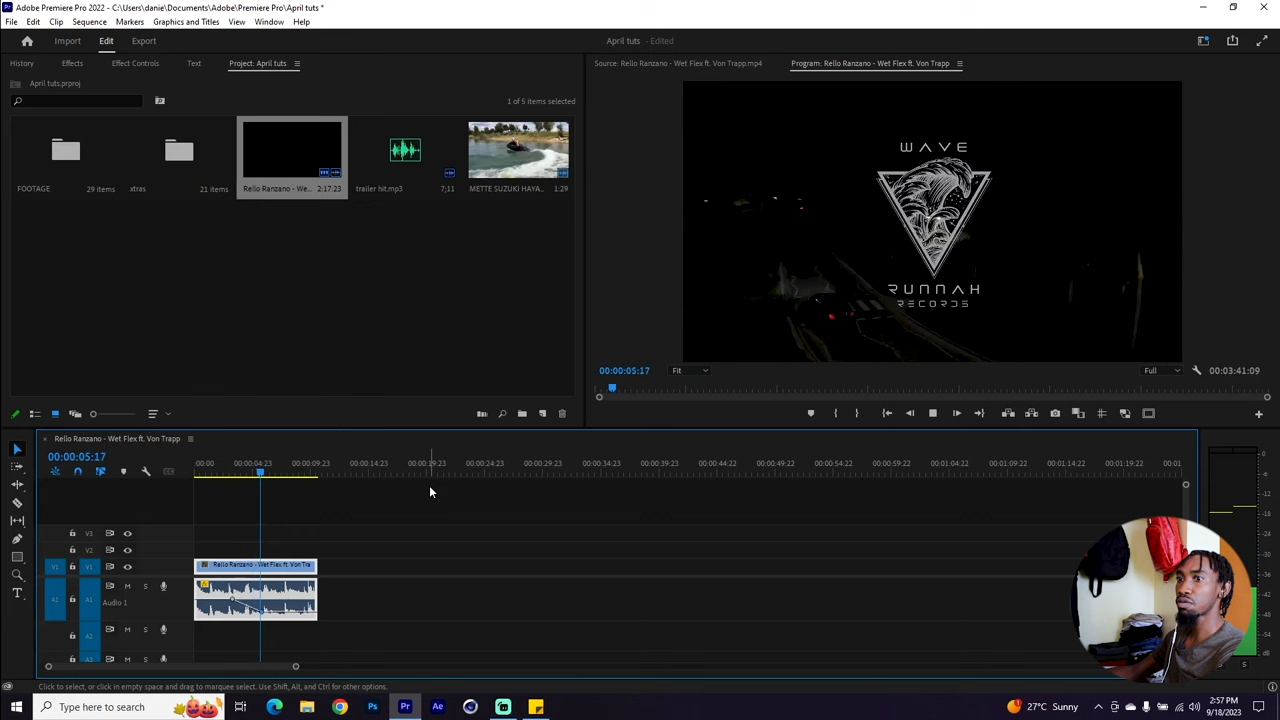 Adobe Premiere Pro 2022 - C:\Users\danie\Documents\Adobe\Premiere Pro\April tuts *
File Edit Clip Sequence Markers Graphics and Titles View Window Help
Import Edit Export
April tuts - Edited
History Effects Effect Controls Text Project: April tuts
Source: Rello Ranzano - Wet Flex ft. Von Trapp.mp4 Program: Rello Ranzano - Wet Flex ft. Von Trapp
April tuts.prproj
1 of 5 items selected
FOOTAGE 29 items xtras 21 items Rello Ranzano - We... 2:17:23 trailer hit.mp3 7;11 METTE SUZUKI HAYA... 1:29
WAVE
RUNNAH
RECORDS
00:00:05:17 Fit Full 00:03:41:09
Rello Ranzano - Wet Flex ft. Von Trapp
00:00:05:17
:00:00 00:00:04:23 00:00:09:23 00:00:14:23 00:00:19:23 00:00:24:23 00:00:29:23 00:00:34:23 00:00:39:23 00:00:44:22 00:00:49:22 00:00:54:22 00:00:59:22 00:01:04:22 00:01:09:22 00:01:14:22 00:01:19:22 00:01
V3
V2
V1 V1 Rello Ranzano - Wet Flex ft. Von Tra
A1 A1 M S
Audio 1
A2 M S
A3 M S
0
-6
-12
-18
-24
-30
dB
S
Click to select, or click in empty space and drag to marquee select. Use Shift, Alt, and Ctrl for other options.
Type here to search
27°C Sunny
2:57 PM
9/18/2023